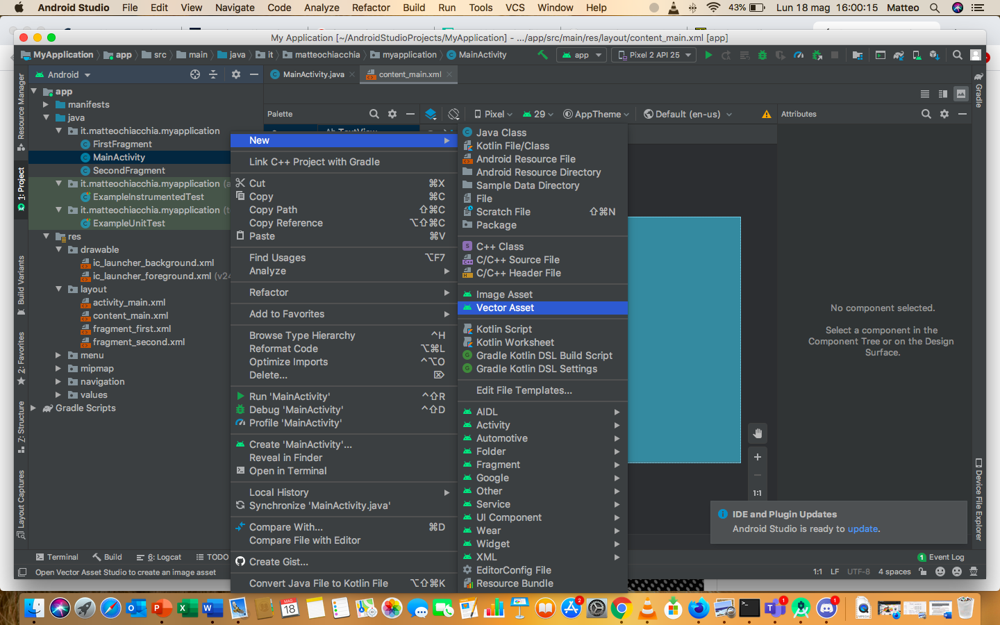 Android Studio File Edit View Navigate Code Analyze Refactor Build Run Tools VCS Window Help 43% Lun 18 mag 16:00:15 Matteo
My Application [~/AndroidStudioProjects/MyApplication] – .../app/src/main/res/layout/content_main.xml [app]
MyApplication app src main java it matteochiacchia myapplication MainActivity app Pixel 2 API 25
Android MainActivity.java content_main.xml
Resource Manager
1: Project
Build Variants
2: Favorites
7: Structure
Layout Captures
app
manifests
java
it.matteochiacchia.myapplication
FirstFragment
MainActivity
SecondFragment
it.matteochiacchia.myapplication (a
ExampleInstrumentedTest
it.matteochiacchia.myapplication (t
ExampleUnitTest
res
drawable
ic_launcher_background.xml
ic_launcher_foreground.xml (v24
layout
activity_main.xml
content_main.xml
fragment_first.xml
fragment_second.xml
menu
mipmap
navigation
values
Gradle Scripts
Palette Pixel 29 AppTheme Default (en-us) Attributes
Ab TextView
New
Link C++ Project with Gradle
Cut ⌘X
Copy ⌘C
Copy Path ⇧⌘C
Copy Reference ⌥⇧⌘C
Paste ⌘V
Find Usages ⌥F7
Analyze
Refactor
Add to Favorites
Browse Type Hierarchy ^H
Reformat Code ⌥⌘L
Optimize Imports ^⌥O
Delete... ⌦
Run 'MainActivity' ^⇧R
Debug 'MainActivity' ^⇧D
Profile 'MainActivity'
Create 'MainActivity'...
Reveal in Finder
Open in Terminal
Local History
Synchronize 'MainActivity.java'
Compare With... ⌘D
Compare File with Editor
Create Gist...
Convert Java File to Kotlin File ⌥⇧⌘K
Java Class
Kotlin File/Class
Android Resource File
Android Resource Directory
Sample Data Directory
File
Scratch File ⇧⌘N
Package
C++ Class
C/C++ Source File
C/C++ Header File
Image Asset
Vector Asset
Kotlin Script
Kotlin Worksheet
Gradle Kotlin DSL Build Script
Gradle Kotlin DSL Settings
Edit File Templates...
AIDL
Activity
Automotive
Folder
Fragment
Google
Other
Service
UI Component
Wear
Widget
XML
EditorConfig File
Resource Bundle
No component selected.
Select a component in the
Component Tree or on the Design
Surface.
1:1
IDE and Plugin Updates
Android Studio is ready to update.
Gradle
Device File Explorer
Terminal Build 6: Logcat TODO 1 Event Log
Open Vector Asset Studio to create an image asset 1:1 LF UTF-8 4 spaces
MAG
18
2
1
1